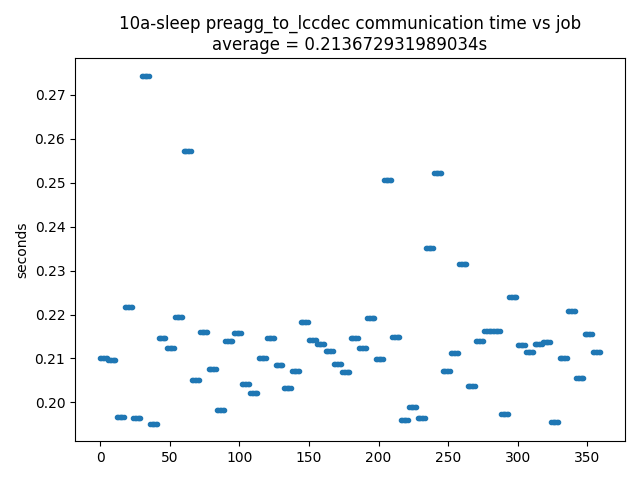 10a-sleep preagg_to_lccdec communication time vs job
average = 0.213672931989034s
0.27
0.26
0.25
0.24
0.23
0.22
0.21
0.20
seconds
0 50 100 150 200 250 300 350